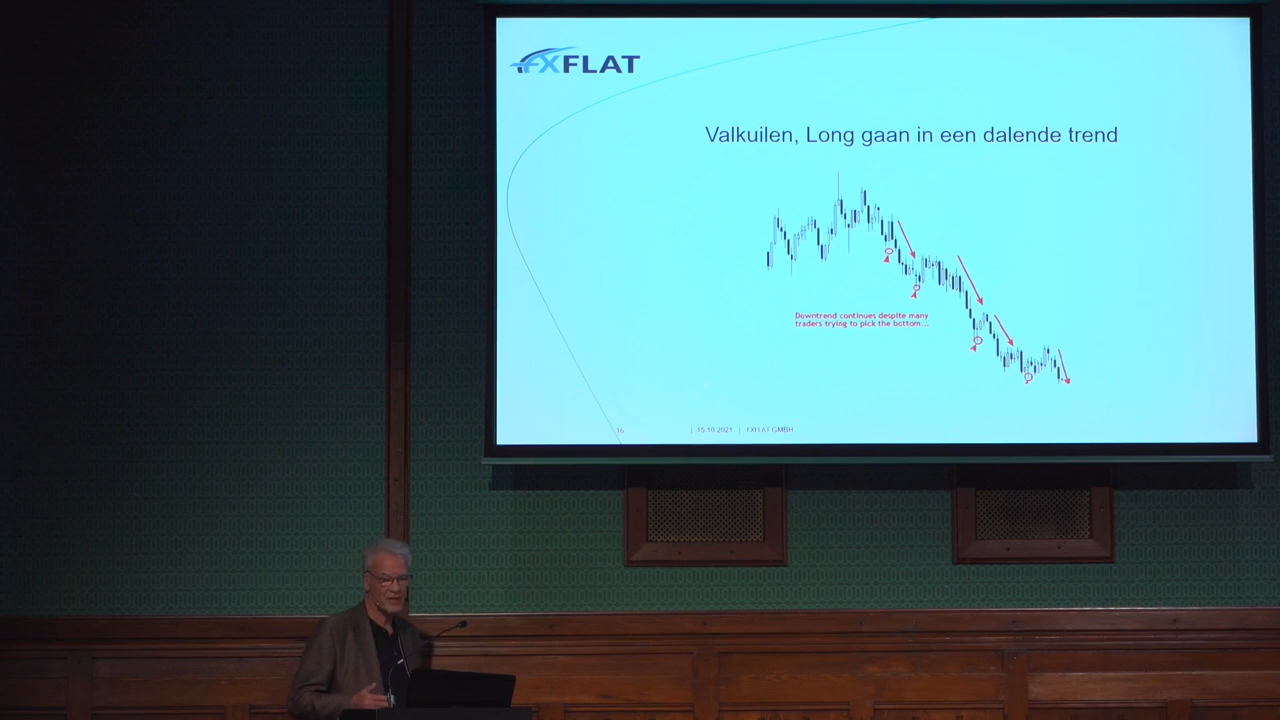 FXFLAT
Valkuilen, Long gaan in een dalende trend
Downtrend continues despite many
traders trying to pick the bottom...
16 | 15.10.2021 | FXFLAT GMBH